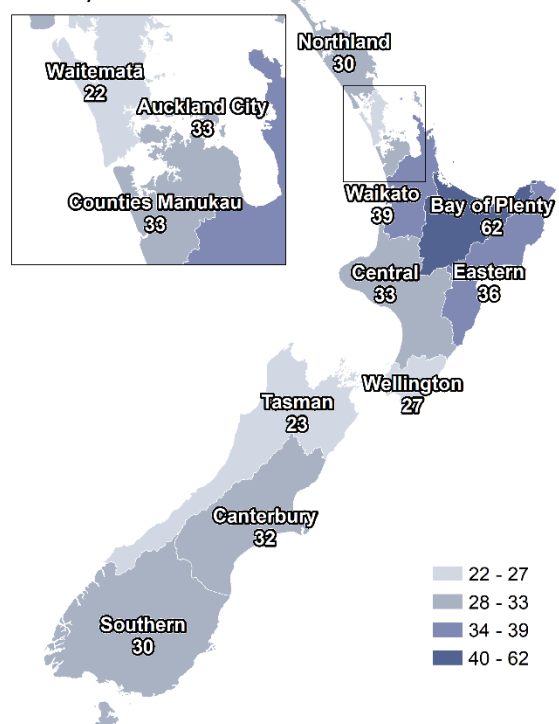 Northland
30
Waitematā
22
Auckland City
33
Counties Manukau
33
Waikato
39
Bay of Plenty
62
Central
33
Eastern
36
Wellington
27
Tasman
23
Canterbury
32
Southern
30
22 - 27
28 - 33
34 - 39
40 - 62